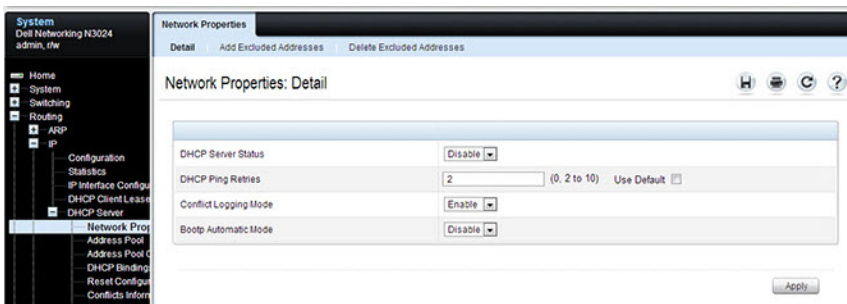 System
Dell Networking N3024
admin, r/w
Home
System
Switching
Routing
ARP
IP
Configuration
Statistics
IP Interface Configu
DHCP Client Lease
DHCP Server
Network Prop
Address Pool
Address Pool C
DHCP Bindings
Reset Configur
Conflicts Inform
Network Properties
Detail Add Excluded Addresses Delete Excluded Addresses
Network Properties: Detail
DHCP Server Status Disable
DHCP Ping Retries 2 (0, 2 to 10) Use Default
Conflict Logging Mode Enable
Bootp Automatic Mode Disable
Apply